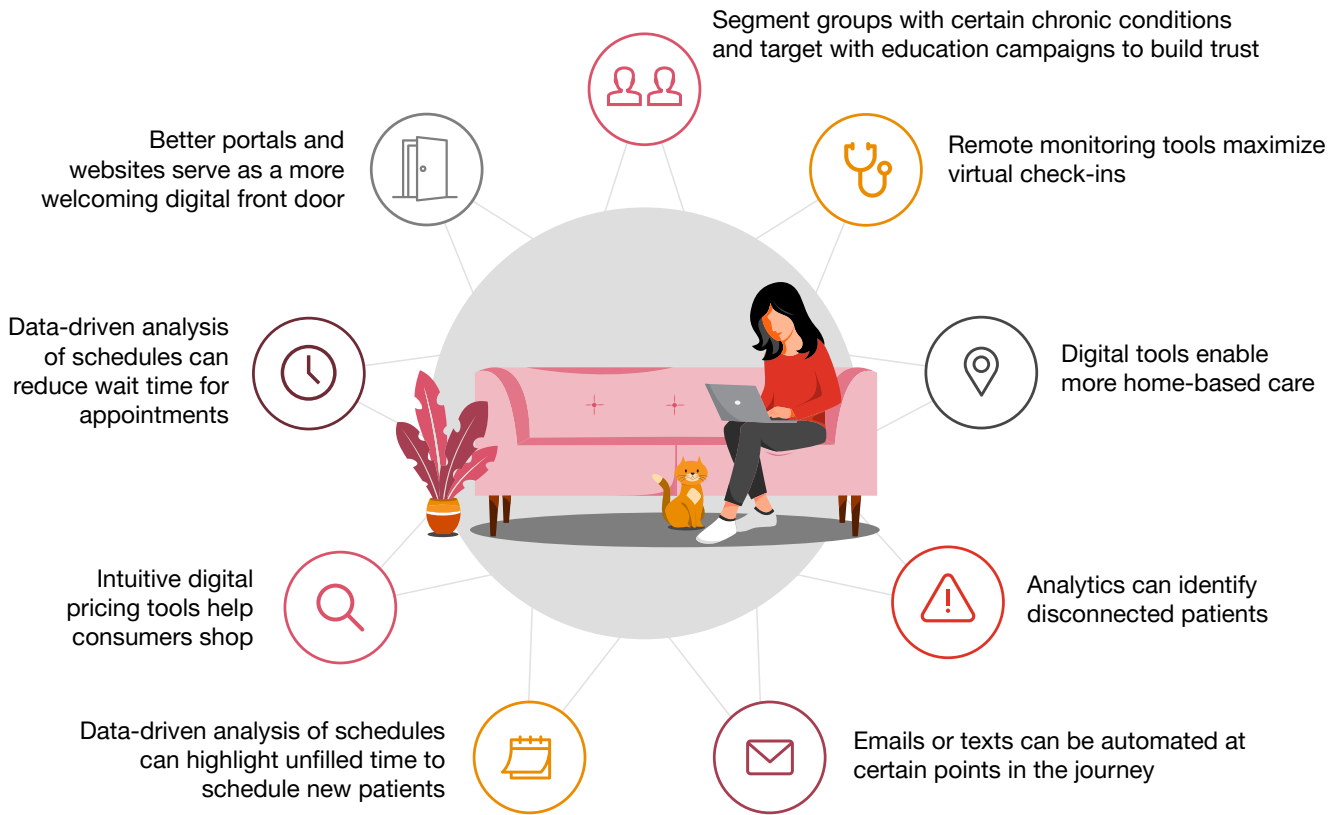 Segment groups with certain chronic conditions
and target with education campaigns to build trust
Remote monitoring tools maximize
virtual check-ins
Digital tools enable
more home-based care
Analytics can identify
disconnected patients
Emails or texts can be automated at
certain points in the journey
Data-driven analysis of schedules
can highlight unfilled time to
schedule new patients
Intuitive digital
pricing tools help
consumers shop
Data-driven analysis
of schedules can
reduce wait time for
appointments
Better portals and
websites serve as a more
welcoming digital front door